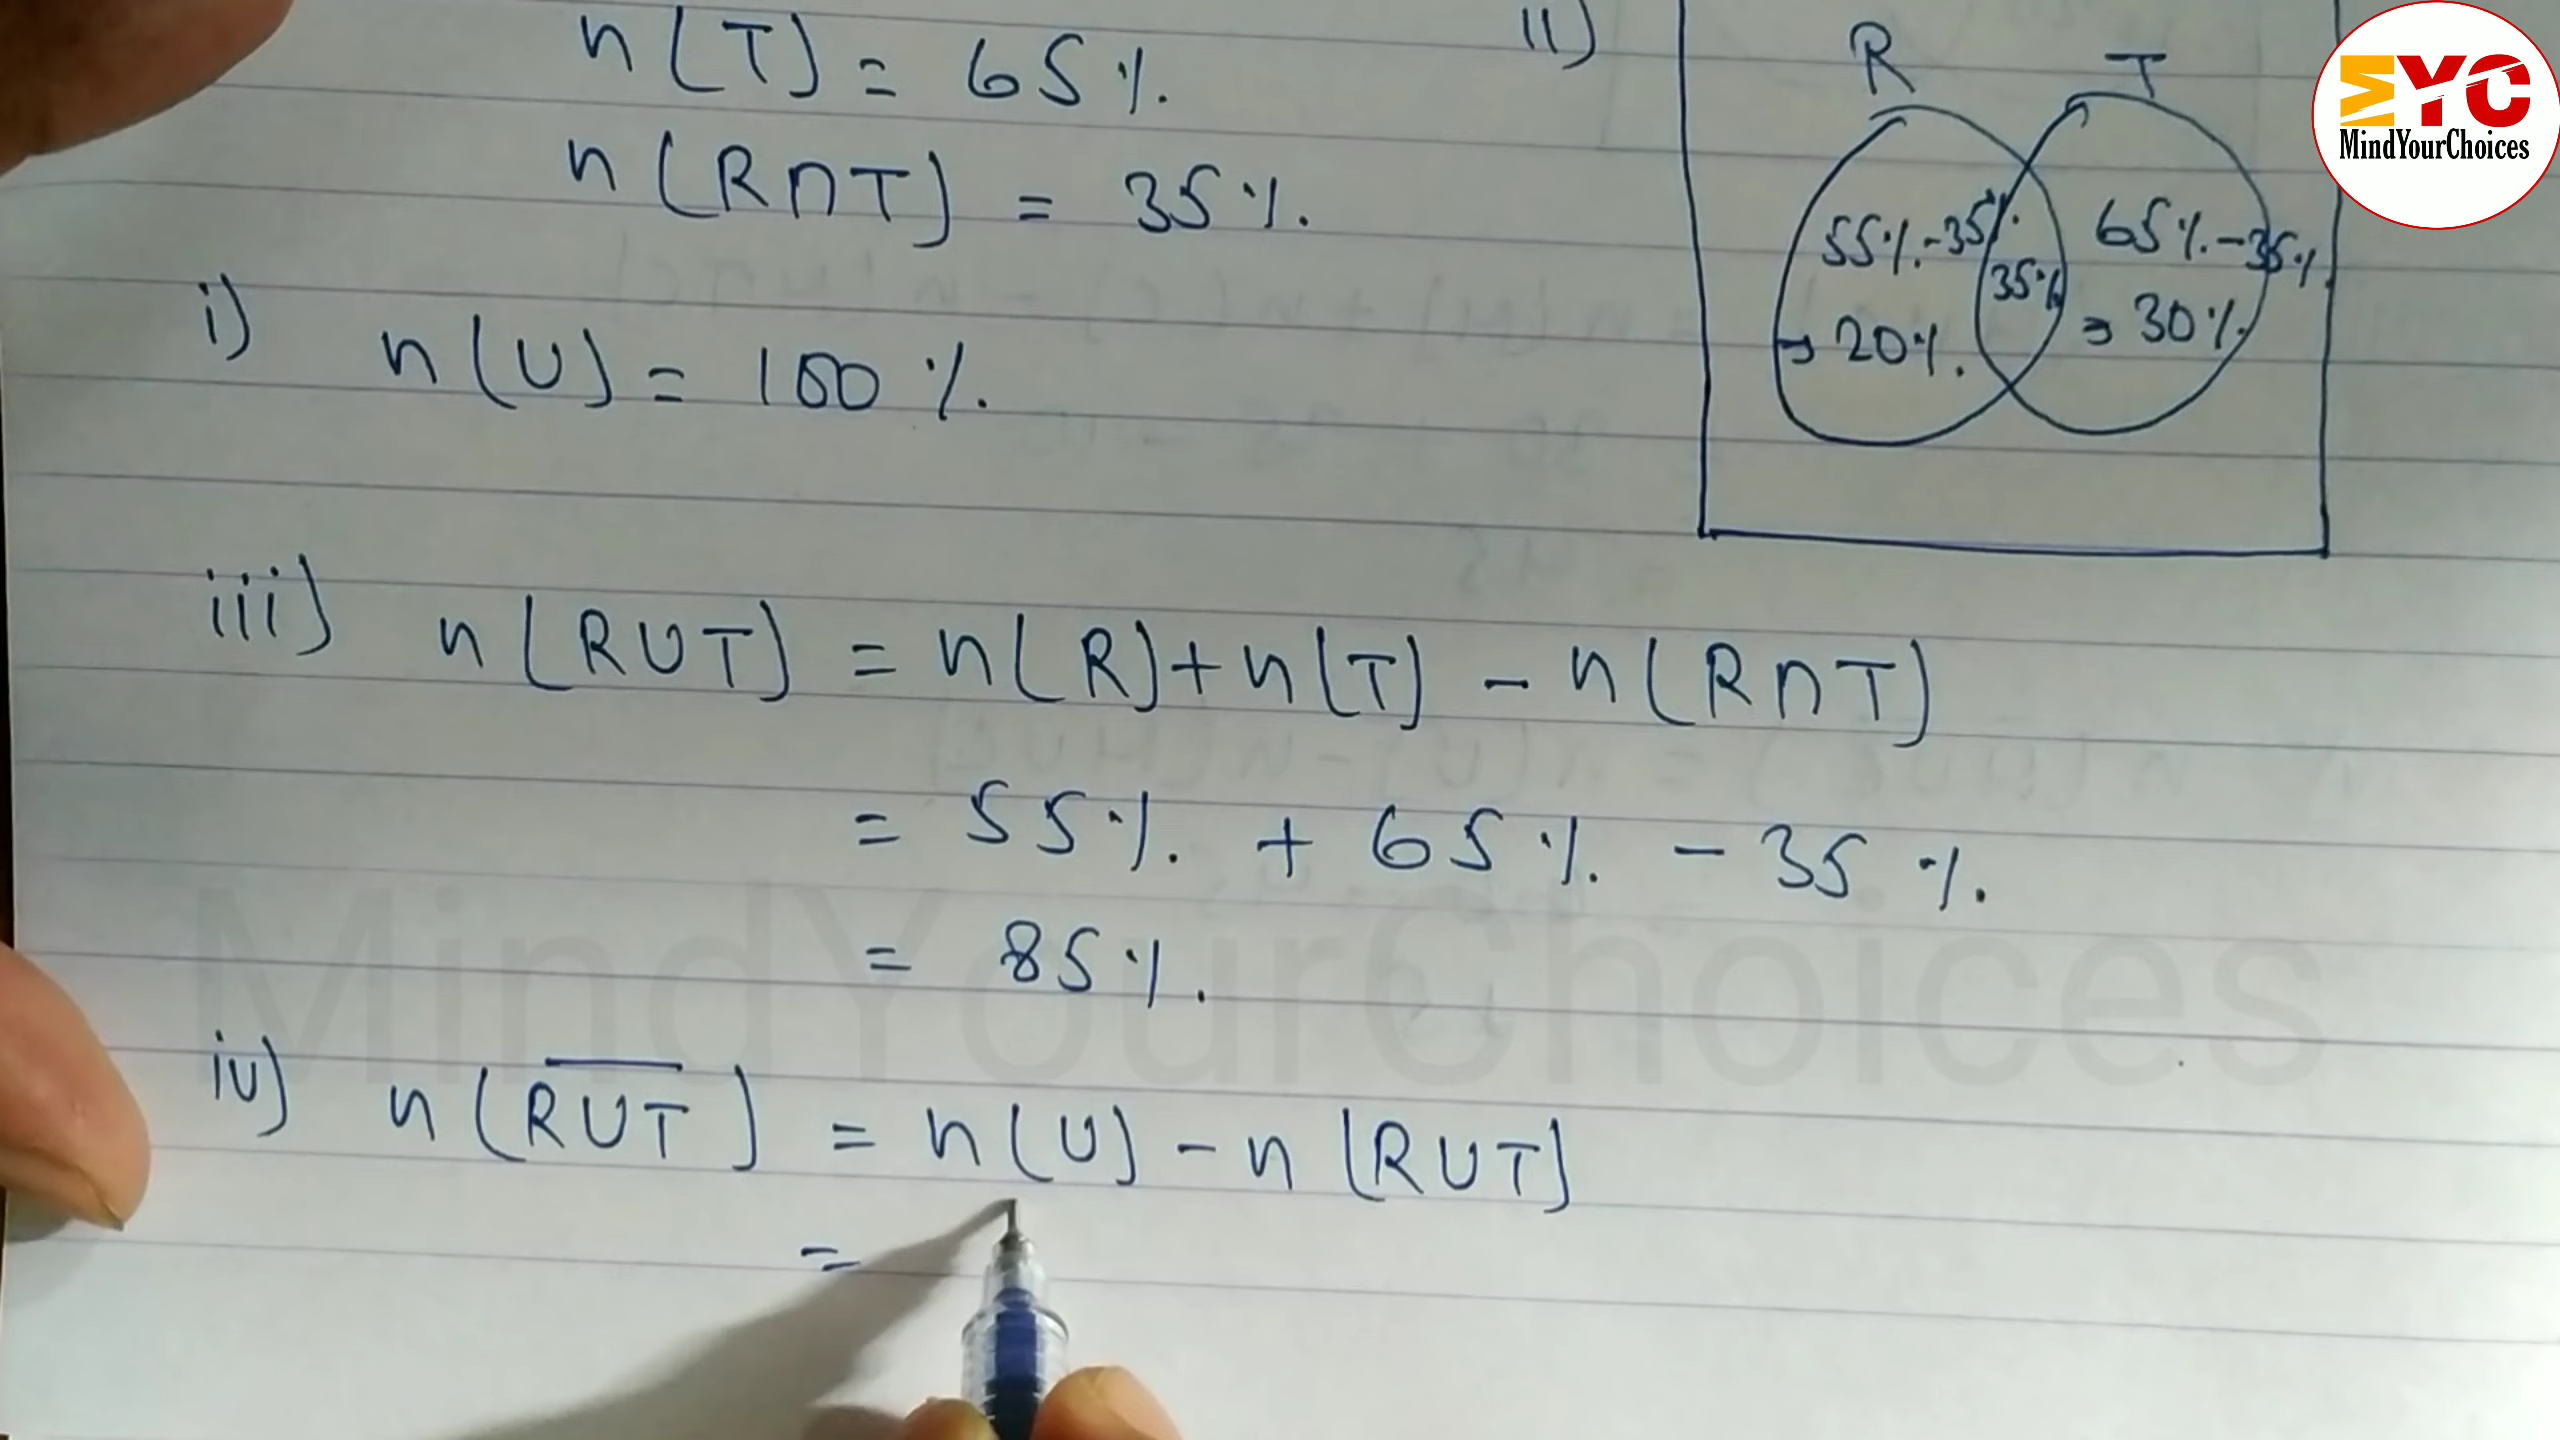 n(T) = 65%
n(R∩T) = 35%
i) n(U) = 100%
ii)
R T
55%-35% 65%-35%
35%
→ 20% → 30%
iii) n(R∪T) = n(R)+n(T) - n(R∩T)
= 55% + 65% - 35%
= 85%
iv) n(R∪T)̅ = n(U) - n(R∪T)
=
MYC
MindYourChoices
MindYourChoices